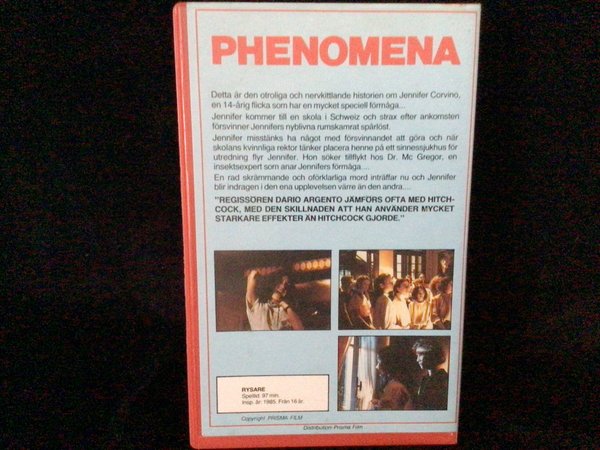 PHENOMENA
Detta är den otroliga och nervkittlande historien om Jennifer Corvino,
en 14-årig flicka som har en mycket speciell förmåga...
Jennifer kommer till en skola i Schweiz och strax efter ankomsten
försvinner Jennifers nyblivna rumskamrat spårlöst.
Jennifer misstänks ha något med försvinnandet att göra och när
skolans kvinnliga rektor tänker placera henne på ett sinnessjukhus för
utredning flyr Jennifer. Hon söker tillflykt hos Dr. Mc Gregor, en
insektsexpert som anar Jennifers förmåga....
En rad skrämmande och oförklarliga mord inträffar nu och Jennifer
blir indragen i den ena upplevelsen värre än den andra....
"REGISSÖREN DARIO ARGENTO JÄMFÖRS OFTA MED HITCH-
COCK, MED DEN SKILLNADEN ATT HAN ANVÄNDER MYCKET
STARKARE EFFEKTER ÄN HITCHCOCK GJORDE."
RYSARE
Speltid: 97 min.
Insp. år: 1985. Från 16 år.
Copyright: PRISMA FILM
Distribution: Prisma Film